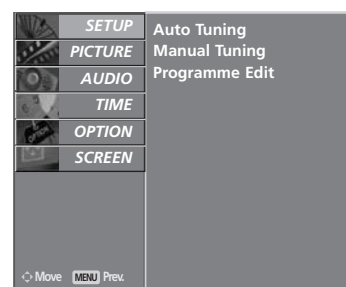 SETUP
PICTURE
AUDIO
TIME
OPTION
SCREEN
Auto Tuning
Manual Tuning
Programme Edit
Move MENU Prev.